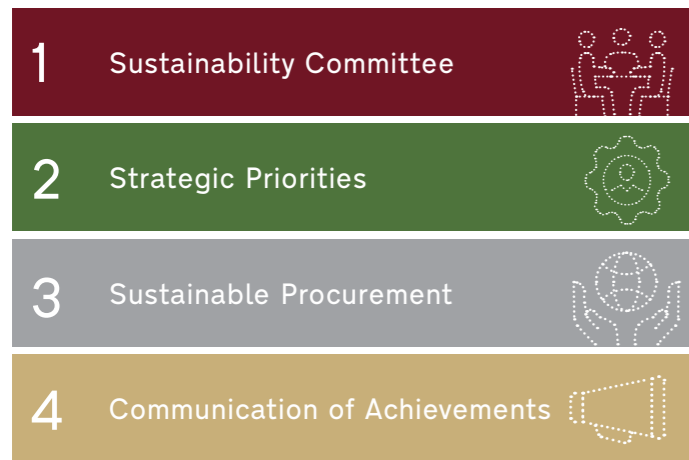 1 Sustainability Committee
2 Strategic Priorities
3 Sustainable Procurement
4 Communication of Achievements